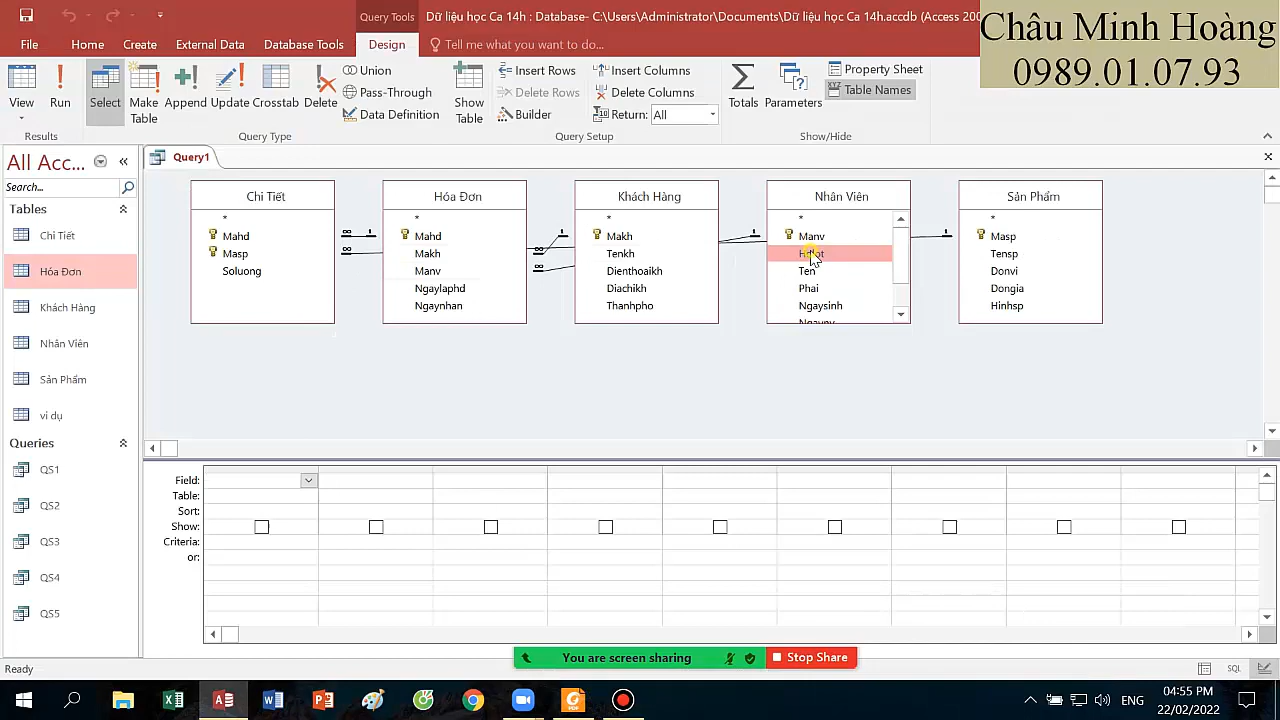 Query Tools
Dữ liệu học Ca 14h : Database- C:\Users\Administrator\Documents\Dữ liệu học Ca 14h.accdb (Access 200
Châu Minh Hoàng
0989.01.07.93
File
Home
Create
External Data
Database Tools
Design
Tell me what you want to do...
View
Run
Select
Make Table
Append
Update
Crosstab
Delete
Union
Pass-Through
Data Definition
Show Table
Insert Rows
Delete Rows
Builder
Insert Columns
Delete Columns
Return: All
Totals
Parameters
Property Sheet
Table Names
Results
Query Type
Query Setup
Show/Hide
All Acc...
Search...
Tables
Chi Tiết
Hóa Đơn
Khách Hàng
Nhân Viên
Sản Phẩm
ví dụ
Queries
QS1
QS2
QS3
QS4
QS5
Query1
Chi Tiết
*
Mahd
Masp
Soluong
Hóa Đơn
*
Mahd
Makh
Manv
Ngaylaphd
Ngaynhan
Khách Hàng
*
Makh
Tenkh
Dienthoaikh
Diachikh
Thanhpho
Nhân Viên
*
Manv
Ten
Phai
Ngaysinh
Sản Phẩm
*
Masp
Tensp
Donvi
Dongia
Hinhsp
Field:
Table:
Sort:
Show:
Criteria:
or:
You are screen sharing
Stop Share
Ready
SQL
ENG
04:55 PM
22/02/2022